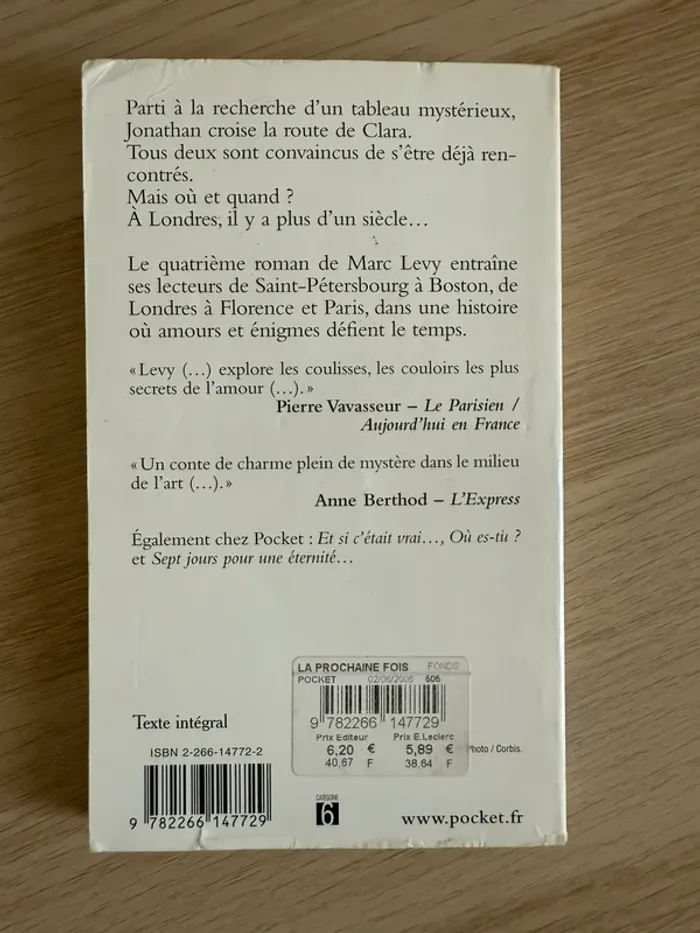 Parti à la recherche d'un tableau mystérieux,
Jonathan croise la route de Clara.
Tous deux sont convaincus de s'être déjà ren-
contrés.
Mais où et quand ?
À Londres, il y a plus d'un siècle…
Le quatrième roman de Marc Levy entraîne
ses lecteurs de Saint-Pétersbourg à Boston, de
Londres à Florence et Paris, dans une histoire
où amours et énigmes défient le temps.
« Levy (…) explore les coulisses, les couloirs les plus
secrets de l'amour (…). »
Pierre Vavasseur – Le Parisien /
Aujourd'hui en France
« Un conte de charme plein de mystère dans le milieu
de l'art (…). »
Anne Berthod – L'Express
Également chez Pocket : Et si c'était vrai…, Où es-tu ?
et Sept jours pour une éternité…
LA PROCHAINE FOIS FONDS
POCKET 02/06/2006 606
9 782266 147729
Prix Editeur Prix E.Leclerc
6,20 € 5,89 €
40,67 F 38,64 F
Photo / Corbis.
Texte intégral
ISBN 2-266-14772-2
9 782266 147729
CATÉGORIE
6
www.pocket.fr